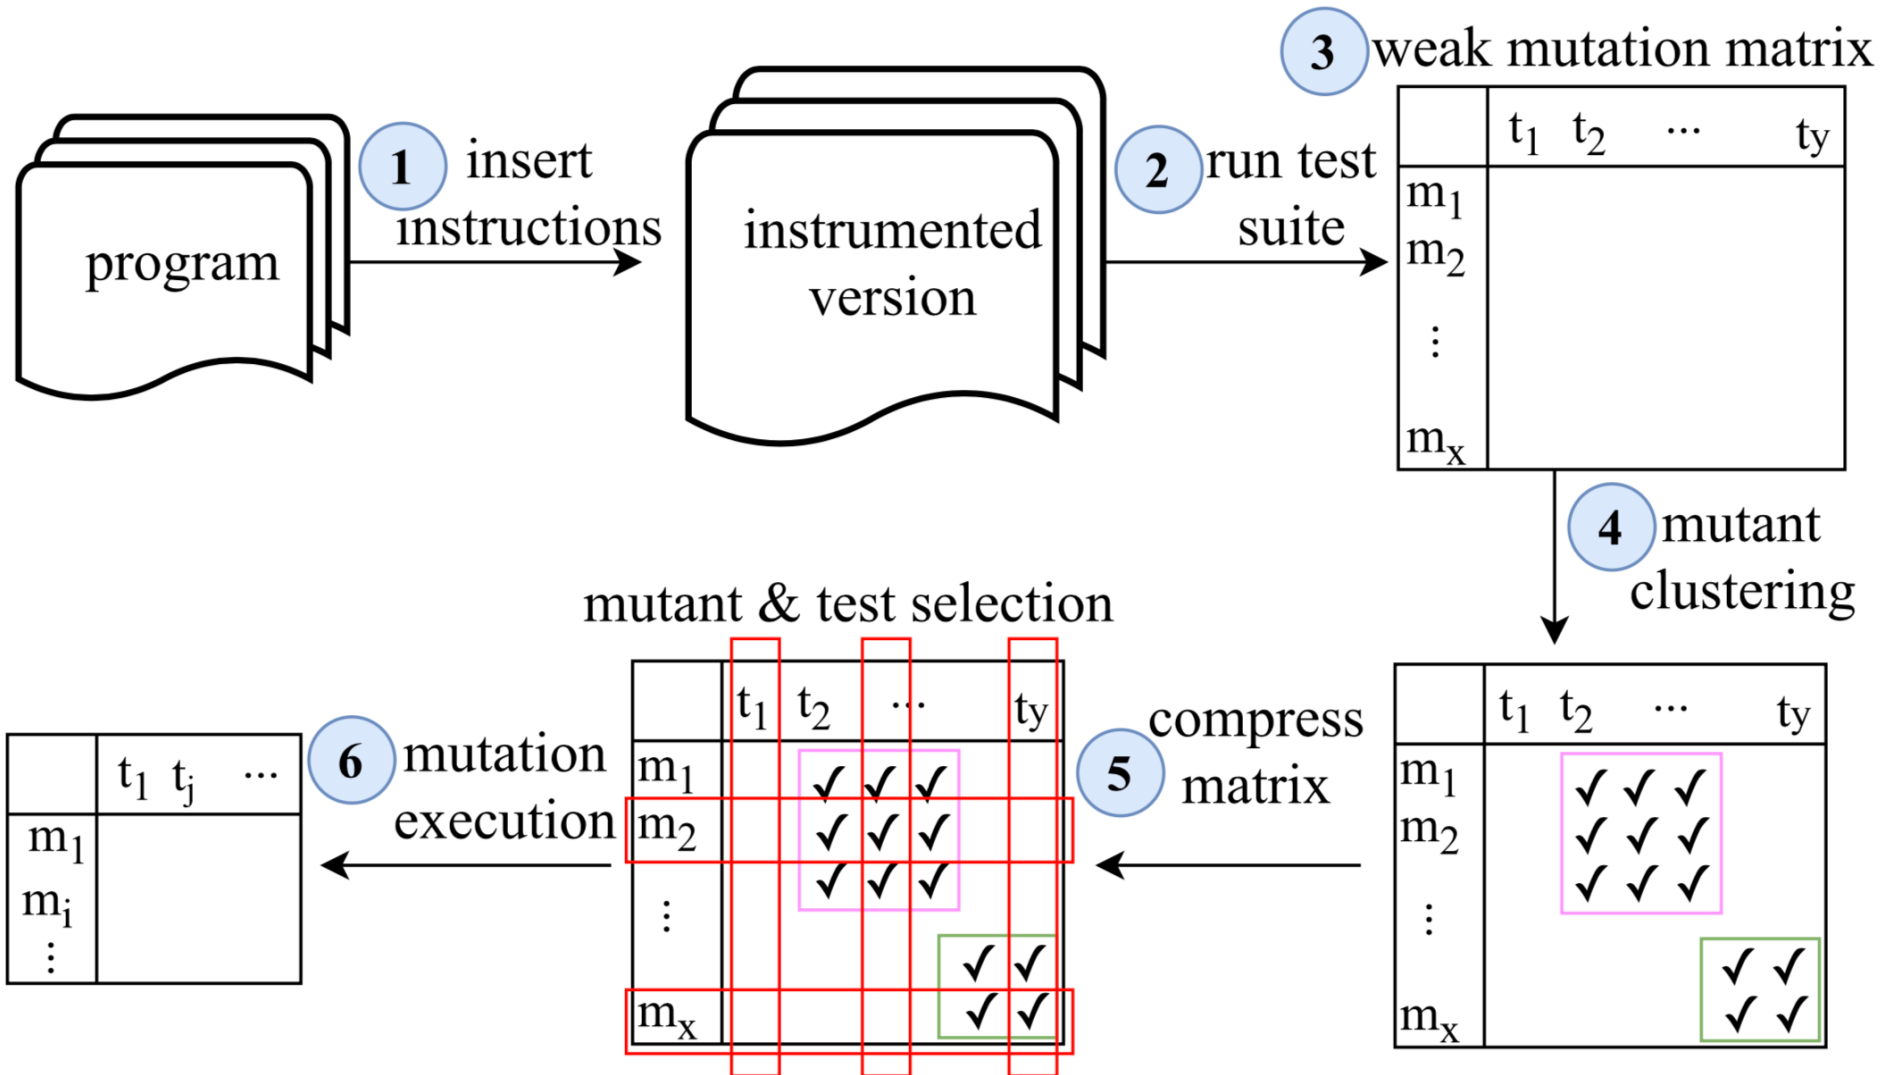 3 weak mutation matrix
program
1 insert
instructions
instrumented
version
2 run test
suite
t1 t2 ... ty
m1
m2
⋮
mx
4 mutant
clustering
t1 t2 ... ty
m1 ✓ ✓ ✓
m2 ✓ ✓ ✓
✓ ✓ ✓
⋮
✓ ✓
mx ✓ ✓
5 compress
matrix
mutant & test selection
t1 t2 ... ty
m1 ✓ ✓ ✓
m2 ✓ ✓ ✓
✓ ✓ ✓
⋮
✓ ✓
mx ✓ ✓
6 mutation
execution
t1 tj ...
m1
mi
⋮